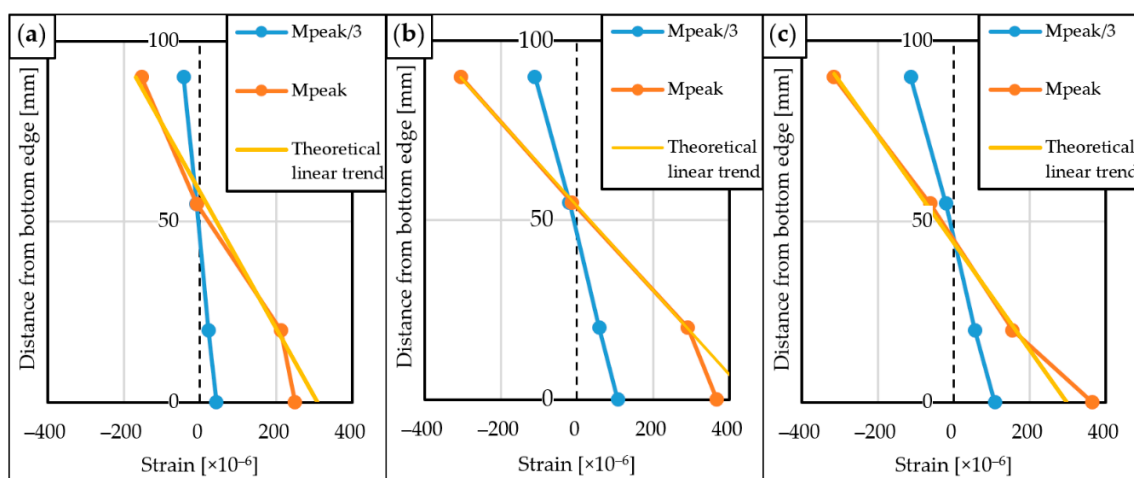 (a)
Distance from bottom edge [mm]
100
50
0
Mpeak/3
Mpeak
Theoretical
linear trend
−400
−200
0
200
400
Strain [×10⁻⁶]
(b)
Distance from bottom edge [mm]
100
50
0
Mpeak/3
Mpeak
Theoretical
linear trend
−400
−200
0
200
400
Strain [×10⁻⁶]
(c)
Distance from bottom edge [mm]
100
50
0
Mpeak/3
Mpeak
Theoretical
linear trend
−400
−200
0
200
400
Strain [×10⁻⁶]